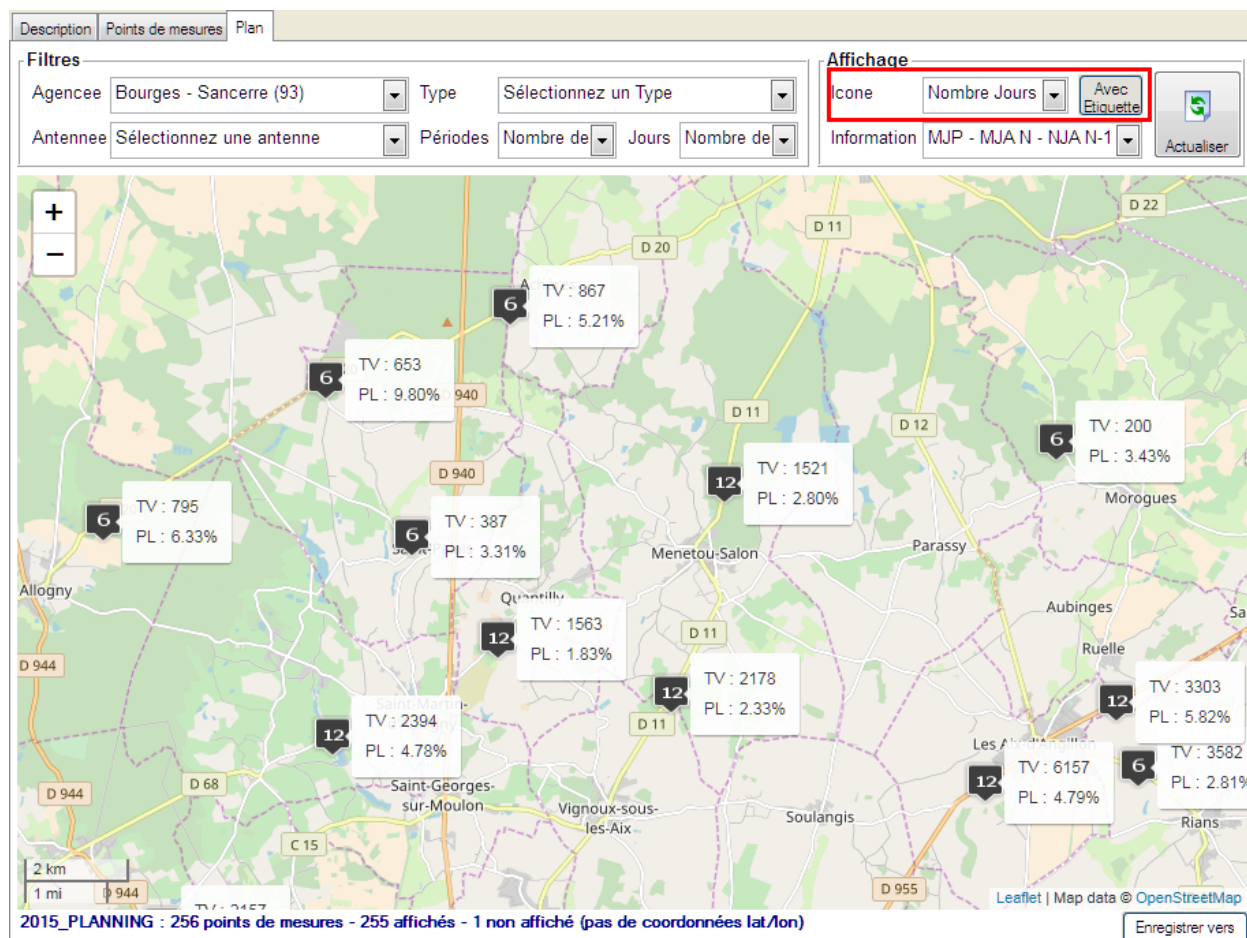 Description Points de mesures Plan
Filtres
Agencee Bourges - Sancerre (93) Type Sélectionnez un Type
Antennee Sélectionnez une antenne Périodes Nombre de Jours Nombre de
Affichage
Icone Nombre Jours Avec Etiquette
Information MJP - MJA N - NJA N-1 Actualiser
+
−
D 22
D 11
D 20
6 TV : 867
PL : 5.21%
6 TV : 653
PL : 9.80%
940
D 11
D 12
6 TV : 200
PL : 3.43%
D 940
12 TV : 1521
PL : 2.80%
Morogues
6 TV : 795
PL : 6.33%
6 TV : 387
PL : 3.31%
Menetou-Salon
Parassy
Allogny
Quantilly
Aubinges
Sa
12 TV : 1563
PL : 1.83%
D 11
Ruelle
D 944
12 TV : 2178
PL : 2.33%
12 TV : 3303
PL : 5.82%
Saint-Martin-
12 TV : 2394
PL : 4.78%
D 11
Les Aix-d'Angillon
6 TV : 3582
PL : 2.81%
12 TV : 6157
PL : 4.79%
D 944
D 68
Saint-Georges-
sur-Moulon
Vignoux-sous-
les-Aix
Soulangis
Rians
C 15
2 km
1 mi
D 944
D 955
TV : 2157
Leaflet | Map data © OpenStreetMap
2015_PLANNING : 256 points de mesures - 255 affichés - 1 non affiché (pas de coordonnées lat/lon)
Enregistrer vers